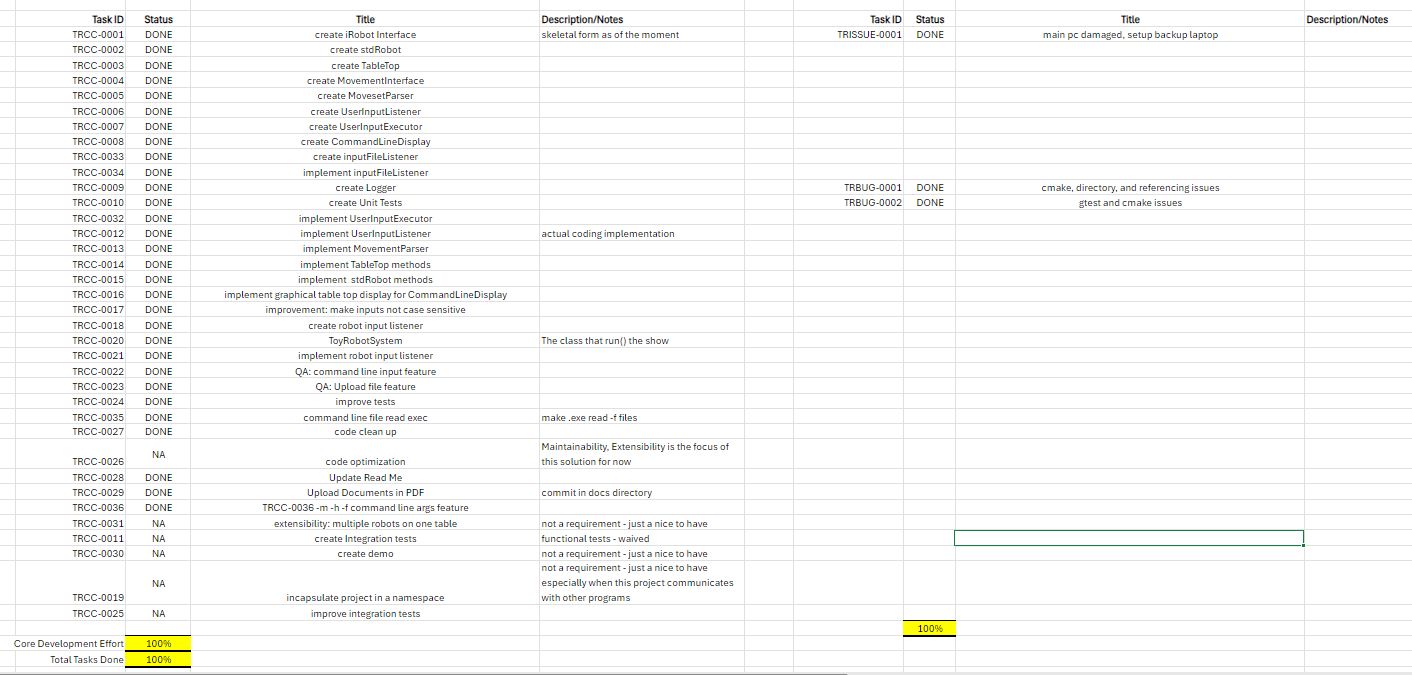 Task ID Status Title Description/Notes Task ID Status Title Description/Notes
TRCC-0001 DONE create iRobot Interface skeletal form as of the moment TRISSUE-0001 DONE main pc damaged, setup backup laptop
TRCC-0002 DONE create stdRobot
TRCC-0003 DONE create TableTop
TRCC-0004 DONE create MovementInterface
TRCC-0005 DONE create MovesetParser
TRCC-0006 DONE create UserInputListener
TRCC-0007 DONE create UserInputExecutor
TRCC-0008 DONE create CommandLineDisplay
TRCC-0033 DONE create inputFileListener
TRCC-0034 DONE implement inputFileListener
TRCC-0009 DONE create Logger TRBUG-0001 DONE cmake, directory, and referencing issues
TRCC-0010 DONE create Unit Tests TRBUG-0002 DONE gtest and cmake issues
TRCC-0032 DONE implement UserInputExecutor
TRCC-0012 DONE implement UserInputListener actual coding implementation
TRCC-0013 DONE implement MovementParser
TRCC-0014 DONE implement TableTop methods
TRCC-0015 DONE implement stdRobot methods
TRCC-0016 DONE implement graphical table top display for CommandLineDisplay
TRCC-0017 DONE improvement: make inputs not case sensitive
TRCC-0018 DONE create robot input listener
TRCC-0020 DONE ToyRobotSystem The class that run() the show
TRCC-0021 DONE implement robot input listener
TRCC-0022 DONE QA: command line input feature
TRCC-0023 DONE QA: Upload file feature
TRCC-0024 DONE improve tests
TRCC-0035 DONE command line file read exec make .exe read -f files
TRCC-0027 DONE code clean up
Maintainability, Extensibility is the focus of
NA
TRCC-0026 code optimization this solution for now
TRCC-0028 DONE Update Read Me
TRCC-0029 DONE Upload Documents in PDF commit in docs directory
TRCC-0036 DONE TRCC-0036 -m -h -f command line args feature
TRCC-0031 NA extensibility: multiple robots on one table not a requirement - just a nice to have
TRCC-0011 NA create Integration tests functional tests - waived
TRCC-0030 NA create demo not a requirement - just a nice to have
not a requirement - just a nice to have
NA especially when this project communicates
TRCC-0019 incapsulate project in a namespace with other programs
TRCC-0025 NA improve integration tests
100%
Core Development Effort 100%
Total Tasks Done 100%